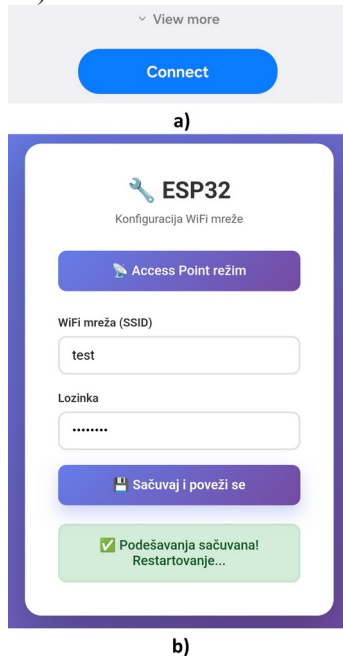 View more
Connect
a)
🔧 ESP32
Konfiguracija WiFi mreže
📡 Access Point režim
WiFi mreža (SSID)
test
Lozinka
••••••••
💾 Sačuvaj i poveži se
✅ Podešavanja sačuvana!
Restartovanje...
b)